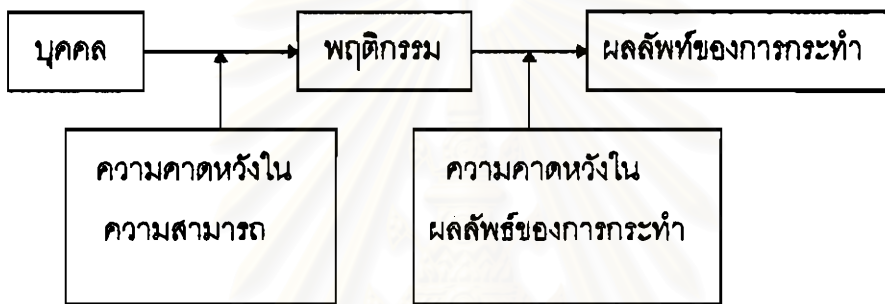 บุคคล
พฤติกรรม
ผลลัพท์ของการกระทำ
ความคาดหวังใน
ความสามารถ
ความคาดหวังใน
ผลลัพธ์ของการกระทำ